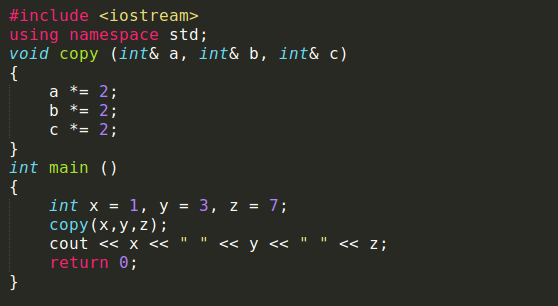 #include <iostream>
using namespace std;
void copy (int& a, int& b, int& c)
{
    a *= 2;
    b *= 2;
    c *= 2;
}
int main ()
{
    int x = 1, y = 3, z = 7;
    copy(x,y,z);
    cout << x << " " << y << " " << z;
    return 0;
}